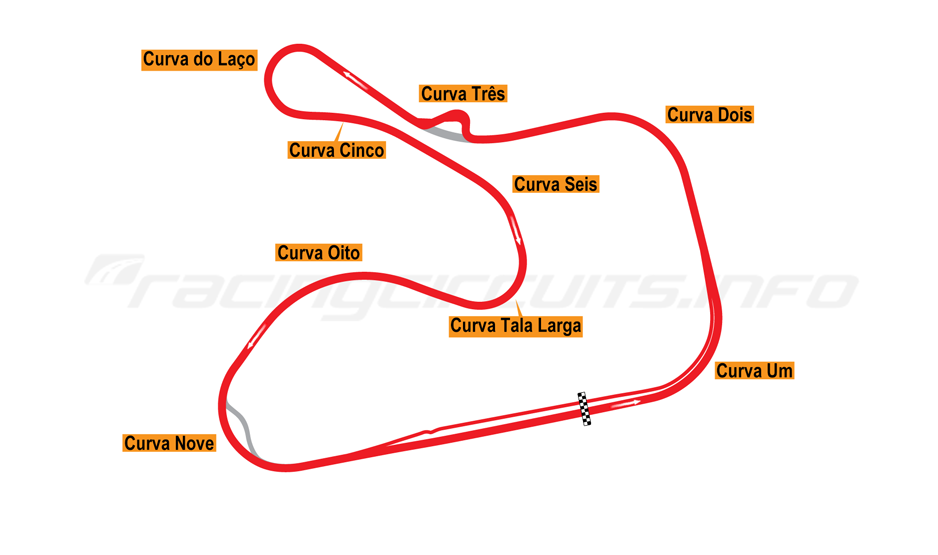 Curva do Laço
Curva Três
Curva Dois
Curva Cinco
Curva Seis
Curva Oito
racingcircuits.info
Curva Tala Larga
Curva Um
Curva Nove